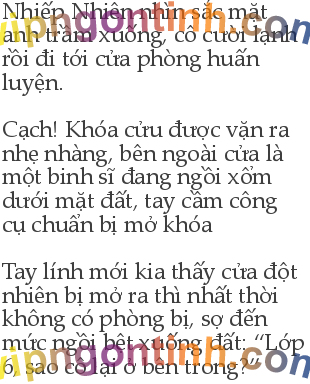 Nhiếp Nhiên nhìn sắc mặt
anh trầm xuống, cô cười lạnh
rồi đi tới cửa phòng huấn
luyện.
Cạch! Khóa cửu được vặn ra
nhẹ nhàng, bên ngoài cửa là
một binh sĩ đang ngồi xổm
dưới mặt đất, tay cầm công
cụ chuẩn bị mở khóa
Tay lính mới kia thấy cửa đột
nhiên bị mở ra thì nhất thời
không có phòng bị, sợ đến
mức ngồi bệt xuống đất: “Lớp
6, sao cô lại ở bên trong?”